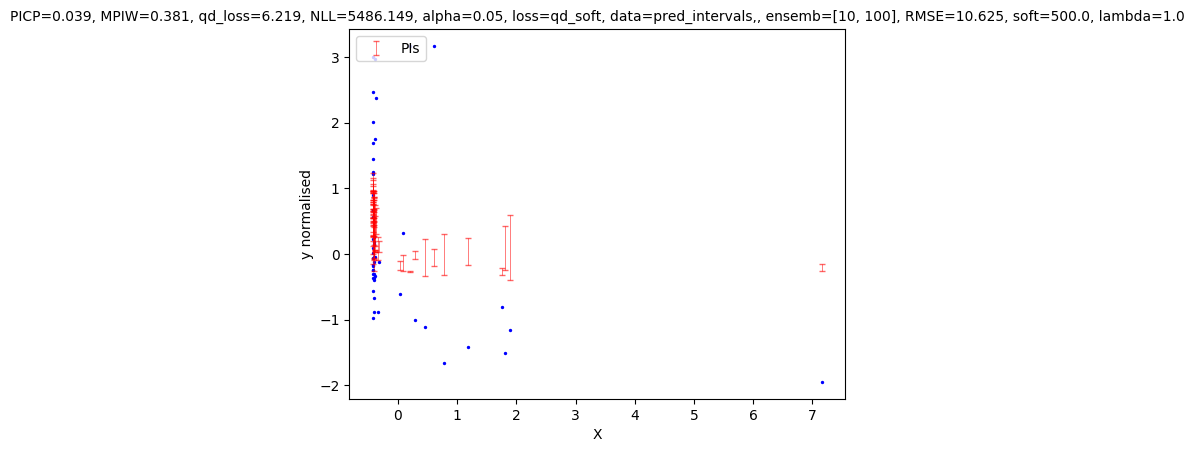 PICP=0.039, MPIW=0.381, qd_loss=6.219, NLL=5486.149, alpha=0.05, loss=qd_soft, data=pred_intervals,, ensemb=[10, 100], RMSE=10.625, soft=500.0, lambda=1.0
PIs
3
2
1
0
−1
−2
y normalised
0 1 2 3 4 5 6 7
X